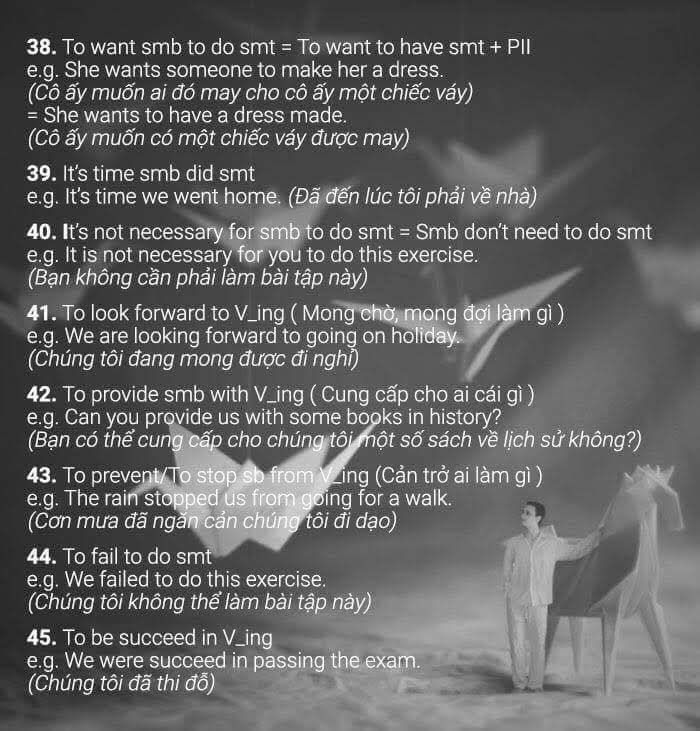 38. To want smb to do smt = To want to have smt + PII
e.g. She wants someone to make her a dress.
(Cô ấy muốn ai đó may cho cô ấy một chiếc váy)
= She wants to have a dress made.
(Cô ấy muốn có một chiếc váy được may)
39. It's time smb did smt
e.g. It's time we went home. (Đã đến lúc tôi phải về nhà)
40. It's not necessary for smb to do smt = Smb don't need to do smt
e.g. It is not necessary for you to do this exercise.
(Bạn không cần phải làm bài tập này)
41. To look forward to V_ing ( Mong chờ, mong đợi làm gì )
e.g. We are looking forward to going on holiday.
(Chúng tôi đang mong được đi nghỉ)
42. To provide smb with V_ing ( Cung cấp cho ai cái gì )
e.g. Can you provide us with some books in history?
(Bạn có thể cung cấp cho chúng tôi một số sách về lịch sử không?)
43. To prevent/To stop sb from V_ing (Cản trở ai làm gì )
e.g. The rain stopped us from going for a walk.
(Cơn mưa đã ngăn cản chúng tôi đi dạo)
44. To fail to do smt
e.g. We failed to do this exercise.
(Chúng tôi không thể làm bài tập này)
45. To be succeed in V_ing
e.g. We were succeed in passing the exam.
(Chúng tôi đã thi đỗ)